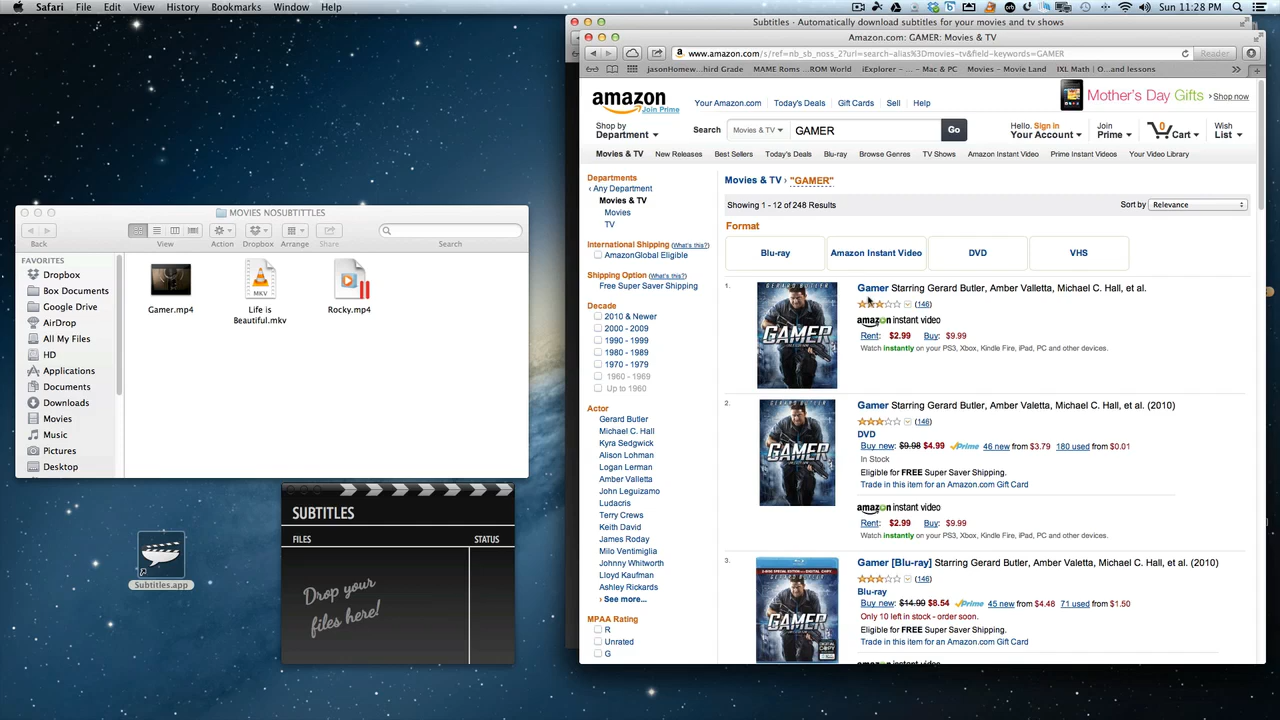 Safari File Edit View History Bookmarks Window Help
Sun 11:28 PM
Subtitles - Automatically download subtitles for your movies and tv shows
Amazon.com: GAMER: Movies & TV
www.amazon.com/s/ref=nb_sb_noss_2?url=search-alias%3Dmovies-tv&field-keywords=GAMER
Reader
jasonHomew...hird Grade MAME Roms ...ROM World iExplorer – ... – Mac & PC Movies – Movie Land IXL Math | O...and lessons
amazon
Join Prime
Your Amazon.com Today's Deals Gift Cards Sell Help
Mother's Day Gifts Shop now
Shop by
Department
Search Movies & TV GAMER Go
Hello. Sign in
Your Account
Join
Prime
0
Cart
Wish
List
Movies & TV New Releases Best Sellers Today's Deals Blu-ray Browse Genres TV Shows Amazon Instant Video Prime Instant Videos Your Video Library
Departments
‹ Any Department
Movies & TV
Movies
TV
International Shipping (What's this?)
AmazonGlobal Eligible
Shipping Option (What's this?)
Free Super Saver Shipping
Decade
2010 & Newer
2000 - 2009
1990 - 1999
1980 - 1989
1970 - 1979
1960 - 1969
Up to 1960
Actor
Gerard Butler
Michael C. Hall
Kyra Sedgwick
Alison Lohman
Logan Lerman
Amber Valletta
John Leguizamo
Ludacris
Terry Crews
Keith David
James Roday
Milo Ventimiglia
Johnny Whitworth
Lloyd Kaufman
Ashley Rickards
See more...
MPAA Rating
R
Unrated
G
Movies & TV › "GAMER"
Showing 1 - 12 of 248 Results
Sort by Relevance
Format
Blu-ray Amazon Instant Video DVD VHS
1.
GAMER
Gamer Starring Gerard Butler, Amber Valletta, Michael C. Hall, et al.
(146)
amazon instant video
Rent: $2.99 Buy: $9.99
Watch instantly on your PS3, Xbox, Kindle Fire, iPad, PC and other devices.
2.
GAMER
Gamer Starring Gerard Butler, Amber Valletta, Michael C. Hall, et al. (2010)
(146)
DVD
Buy new: $9.98 $4.99 Prime 46 new from $3.79 180 used from $0.01
In Stock
Eligible for FREE Super Saver Shipping.
Trade in this item for an Amazon.com Gift Card
amazon instant video
Rent: $2.99 Buy: $9.99
Watch instantly on your PS3, Xbox, Kindle Fire, iPad, PC and other devices.
3.
GAMER
Gamer [Blu-ray] Starring Gerard Butler, Amber Valletta, Michael C. Hall, et al. (2010)
(146)
Blu-ray
Buy new: $14.99 $8.54 Prime 45 new from $4.48 71 used from $1.50
Only 10 left in stock - order soon.
Eligible for FREE Super Saver Shipping.
Trade in this item for an Amazon.com Gift Card
amazon instant video
MOVIES NOSUBTITTLES
Back View Action Dropbox Arrange Share Search
FAVORITES
Dropbox
Box Documents
Google Drive
AirDrop
All My Files
HD
Applications
Documents
Downloads
Movies
Music
Pictures
Desktop
Gamer.mp4
MKV
Life is
Beautiful.mkv
Rocky.mp4
Subtitles.app
SUBTITLES
FILES STATUS
Drop your
files here!